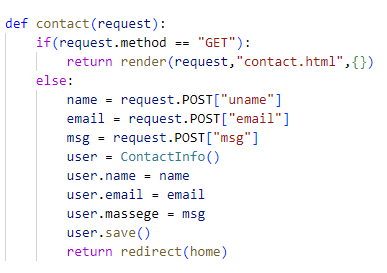 def contact(request):
    if(request.method == "GET"):
        return render(request,"contact.html",{})
    else:
        name = request.POST["uname"]
        email = request.POST["email"]
        msg = request.POST["msg"]
        user = ContactInfo()
        user.name = name
        user.email = email
        user.massege = msg
        user.save()
        return redirect(home)